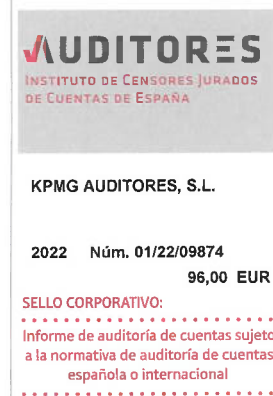 AUDITORES
INSTITUTO DE CENSORES JURADOS
DE CUENTAS DE ESPAÑA
KPMG AUDITORES, S.L.
2022 Núm. 01/22/09874
96,00 EUR
SELLO CORPORATIVO:
Informe de auditoría de cuentas sujeto
a la normativa de auditoría de cuentas
española o internacional